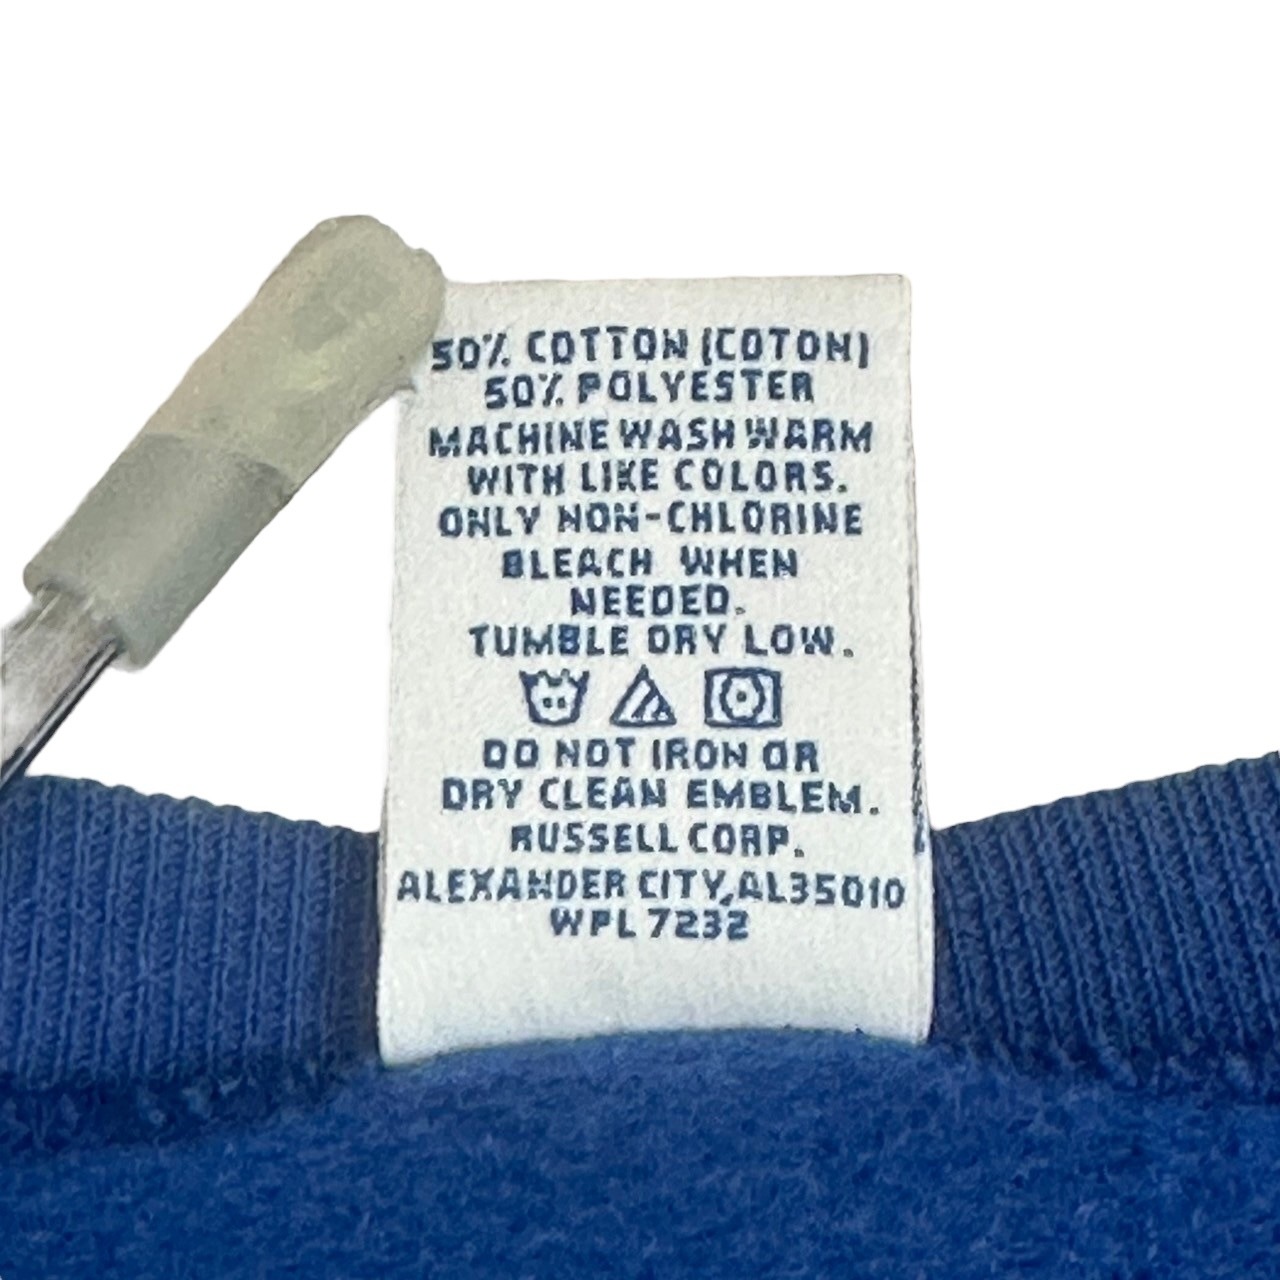 50% COTTON (COTON)
50% POLYESTER
MACHINE WASH WARM
WITH LIKE COLORS.
ONLY NON-CHLORINE
BLEACH WHEN
NEEDED.
TUMBLE DRY LOW.
DO NOT IRON OR
DRY CLEAN EMBLEM.
RUSSELL CORP.
ALEXANDER CITY, AL35010
WPL 7232